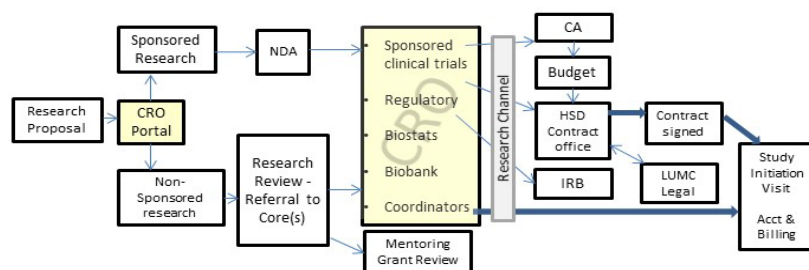 Research
Proposal
CRO
Portal
Sponsored
Research
NDA
Non-
Sponsored
research
Research
Review -
Referral to
Core(s)
Mentoring
Grant Review
CRO
Sponsored
clinical trials
Regulatory
Biostats
Biobank
Coordinators
Research Channel
CA
Budget
HSD
Contract
office
IRB
Contract
signed
LUMC
Legal
Study
Initiation
Visit
Acct &
Billing